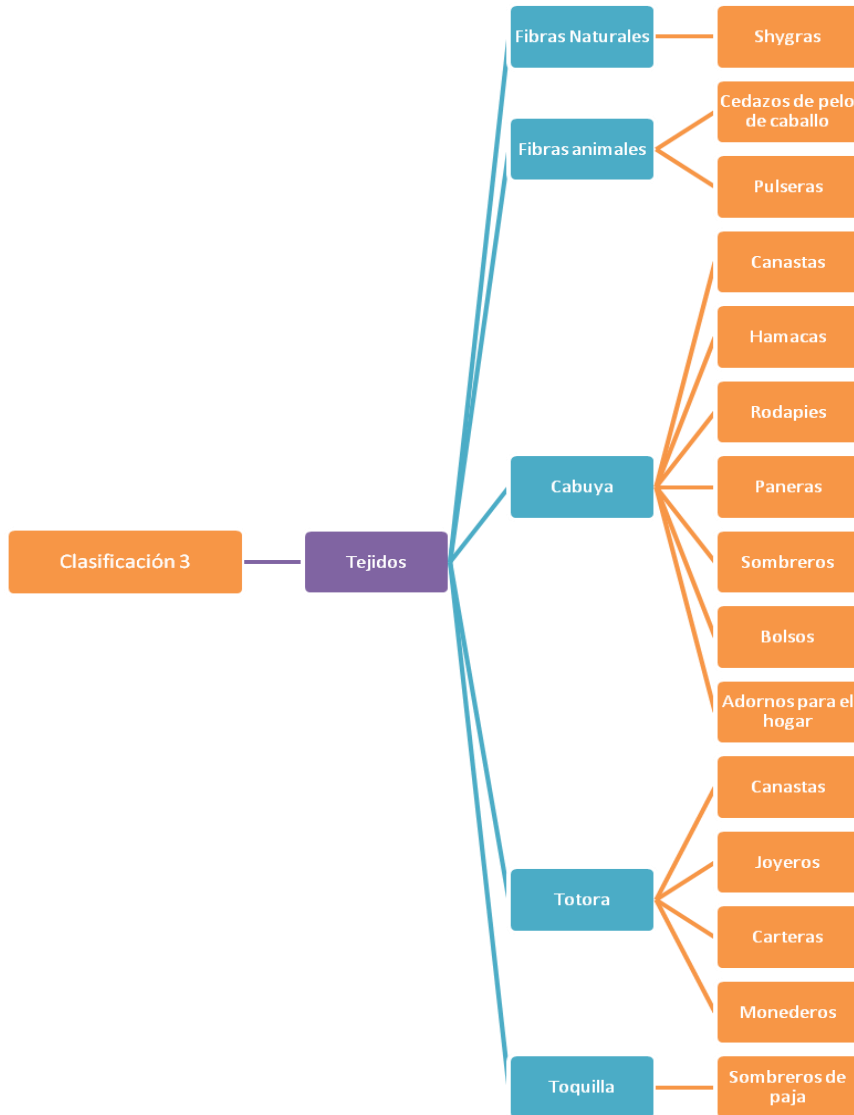 Fibras Naturales
Shygras
Cedazos de pelo
de caballo
Fibras animales
Pulseras
Canastas
Hamacas
Rodapies
Cabuya
Paneras
Clasificación 3
Tejidos
Sombreros
Bolsos
Adornos para el
hogar
Canastas
Joyeros
Totora
Carteras
Monederos
Toquilla
Sombreros de
paja